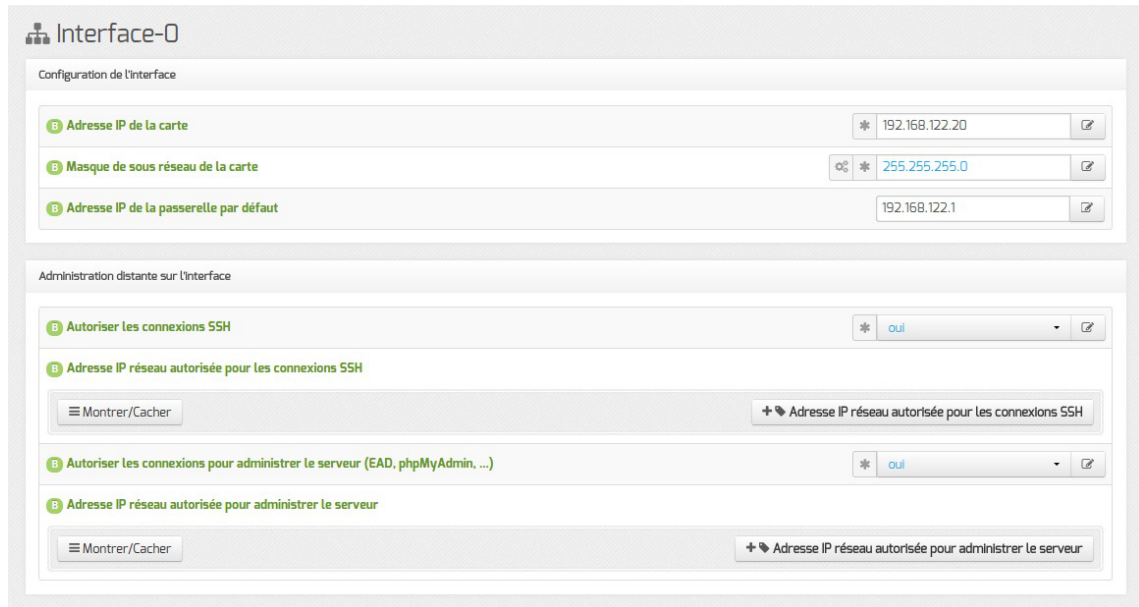 Interface-0
Configuration de l'interface
B Adresse IP de la carte * 192.168.122.20
B Masque de sous réseau de la carte * 255.255.255.0
B Adresse IP de la passerelle par défaut 192.168.122.1
Administration distante sur l'interface
B Autoriser les connexions SSH * oui
B Adresse IP réseau autorisée pour les connexions SSH
Montrer/Cacher + Adresse IP réseau autorisée pour les connexions SSH
B Autoriser les connexions pour administrer le serveur (EAD, phpMyAdmin, ...) * oui
B Adresse IP réseau autorisée pour administrer le serveur
Montrer/Cacher + Adresse IP réseau autorisée pour administrer le serveur